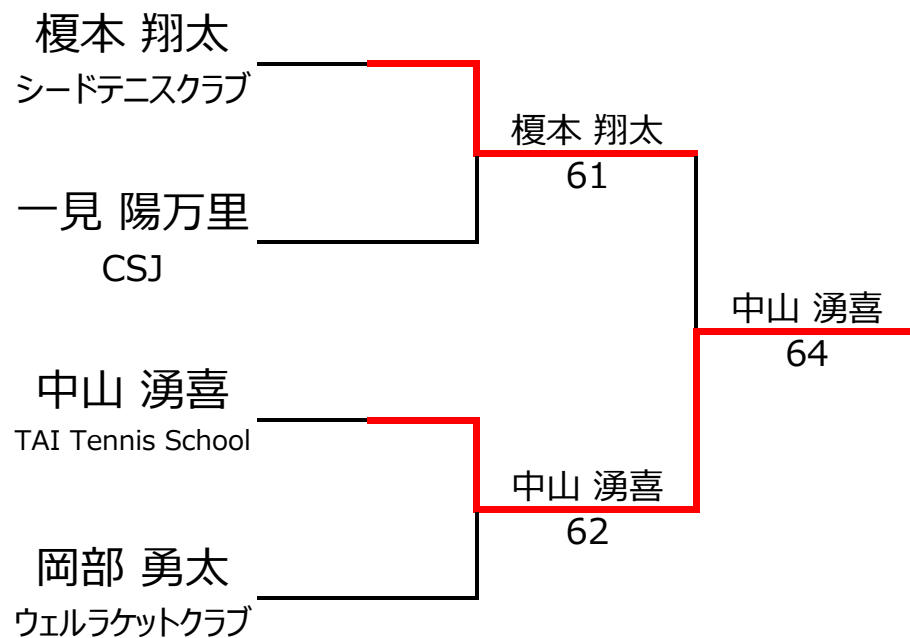 榎本 翔太
シードテニスクラブ
榎本 翔太
61
一見 陽万里
CSJ
中山 湧喜
64
中山 湧喜
TAI Tennis School
中山 湧喜
62
岡部 勇太
ウェルラケットクラブ